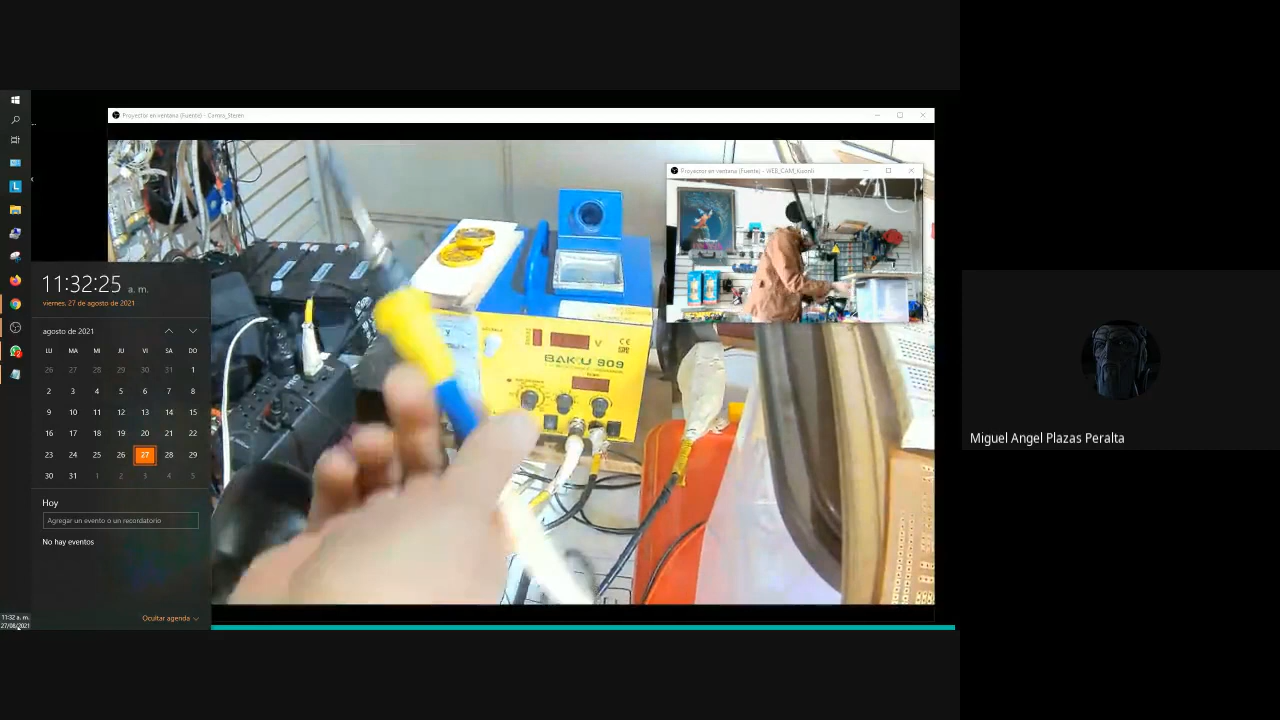 Proyector en ventana (Fuente) - Camra_Steren
Proyector en ventana (Fuente) - WEB_CAM_KuonII
11:32:25 a. m.
viernes, 27 de agosto de 2021
agosto de 2021
LU MA MI JU VI SA DO
26 27 28 29 30 31 1
2 3 4 5 6 7 8
9 10 11 12 13 14 15
16 17 18 19 20 21 22
23 24 25 26 27 28 29
30 31 1 2 3 4 5
Hoy
Agregar un evento o un recordatorio
No hay eventos
Ocultar agenda
11:32 a. m.
27/08/2021
V
CE
BAKU 909
Miguel Angel Plazas Peralta